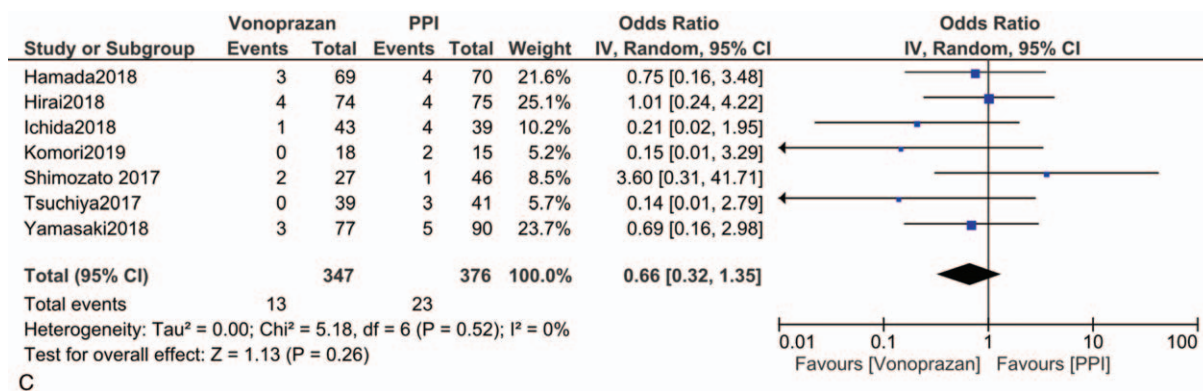 Vonoprazan PPI Odds Ratio Odds Ratio
Study or Subgroup Events Total Events Total Weight IV, Random, 95% CI IV, Random, 95% CI
Hamada2018 3 69 4 70 21.6% 0.75 [0.16, 3.48]
Hirai2018 4 74 4 75 25.1% 1.01 [0.24, 4.22]
Ichida2018 1 43 4 39 10.2% 0.21 [0.02, 1.95]
Komori2019 0 18 2 15 5.2% 0.15 [0.01, 3.29]
Shimozato 2017 2 27 1 46 8.5% 3.60 [0.31, 41.71]
Tsuchiya2017 0 39 3 41 5.7% 0.14 [0.01, 2.79]
Yamasaki2018 3 77 5 90 23.7% 0.69 [0.16, 2.98]
Total (95% CI) 347 376 100.0% 0.66 [0.32, 1.35]
Total events 13 23
Heterogeneity: Tau² = 0.00; Chi² = 5.18, df = 6 (P = 0.52); I² = 0%
Test for overall effect: Z = 1.13 (P = 0.26)
0.01 0.1 1 10 100
Favours [Vonoprazan] Favours [PPI]
C